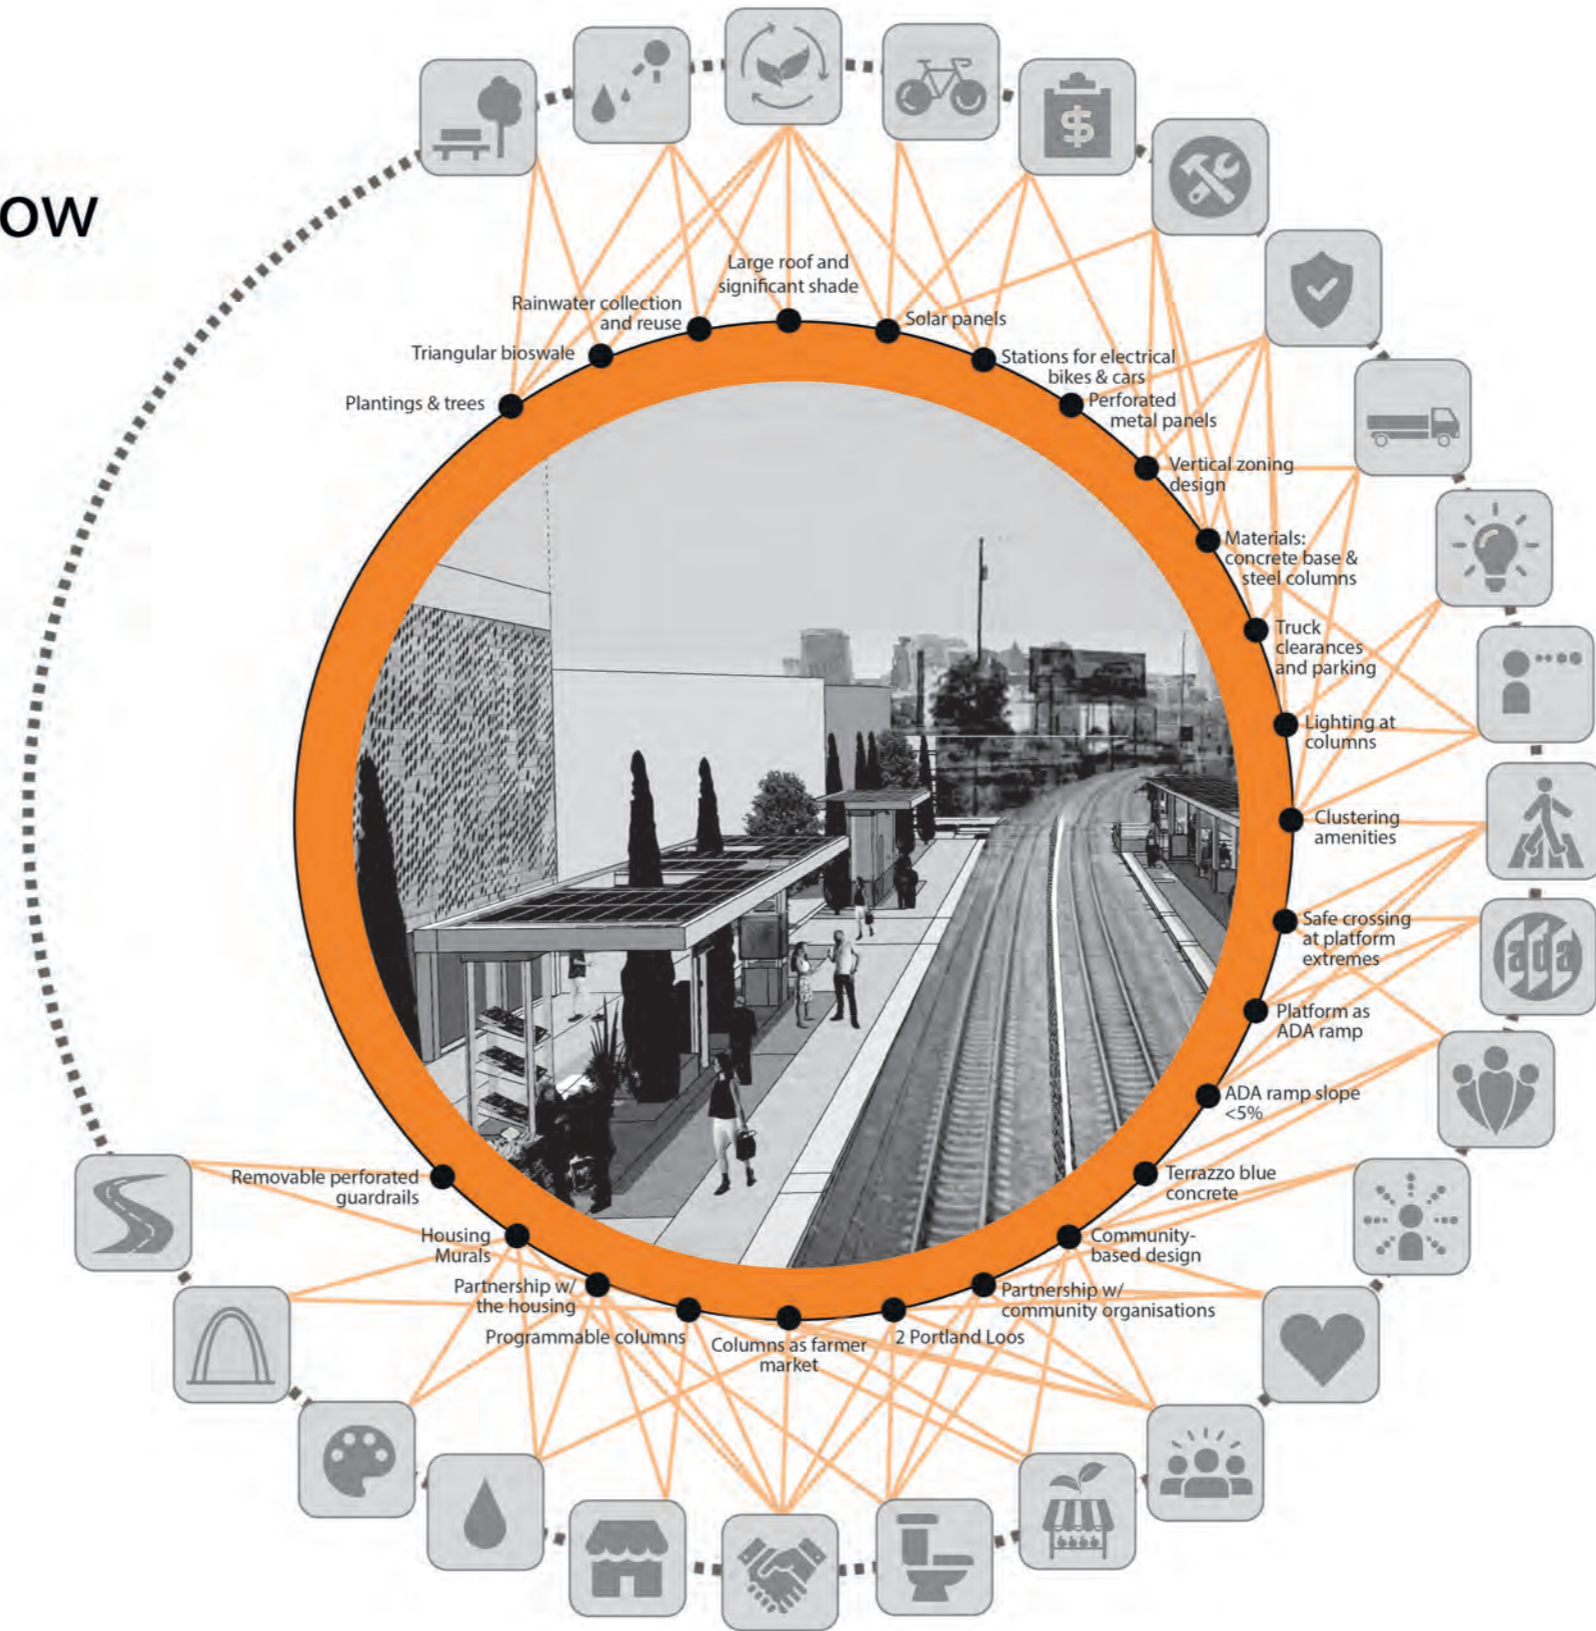 ow
Large roof and
significant shade
Rainwater collection
and reuse
Solar panels
Triangular bioswale
Stations for electrical
bikes & cars
Plantings & trees
Perforated
metal panels
Vertical zoning
design
Materials:
concrete base &
steel columns
Truck
clearances
and parking
Lighting at
columns
Clustering
amenities
Safe crossing
at platform
extremes
Platform as
ADA ramp
ADA ramp slope
<5%
Terrazzo blue
concrete
Community-
based design
Partnership w/
community organisations
2 Portland Loos
Columns as farmer
market
Programmable columns
Partnership w/
the housing
Housing
Murals
Removable perforated
guardrails
$
ada